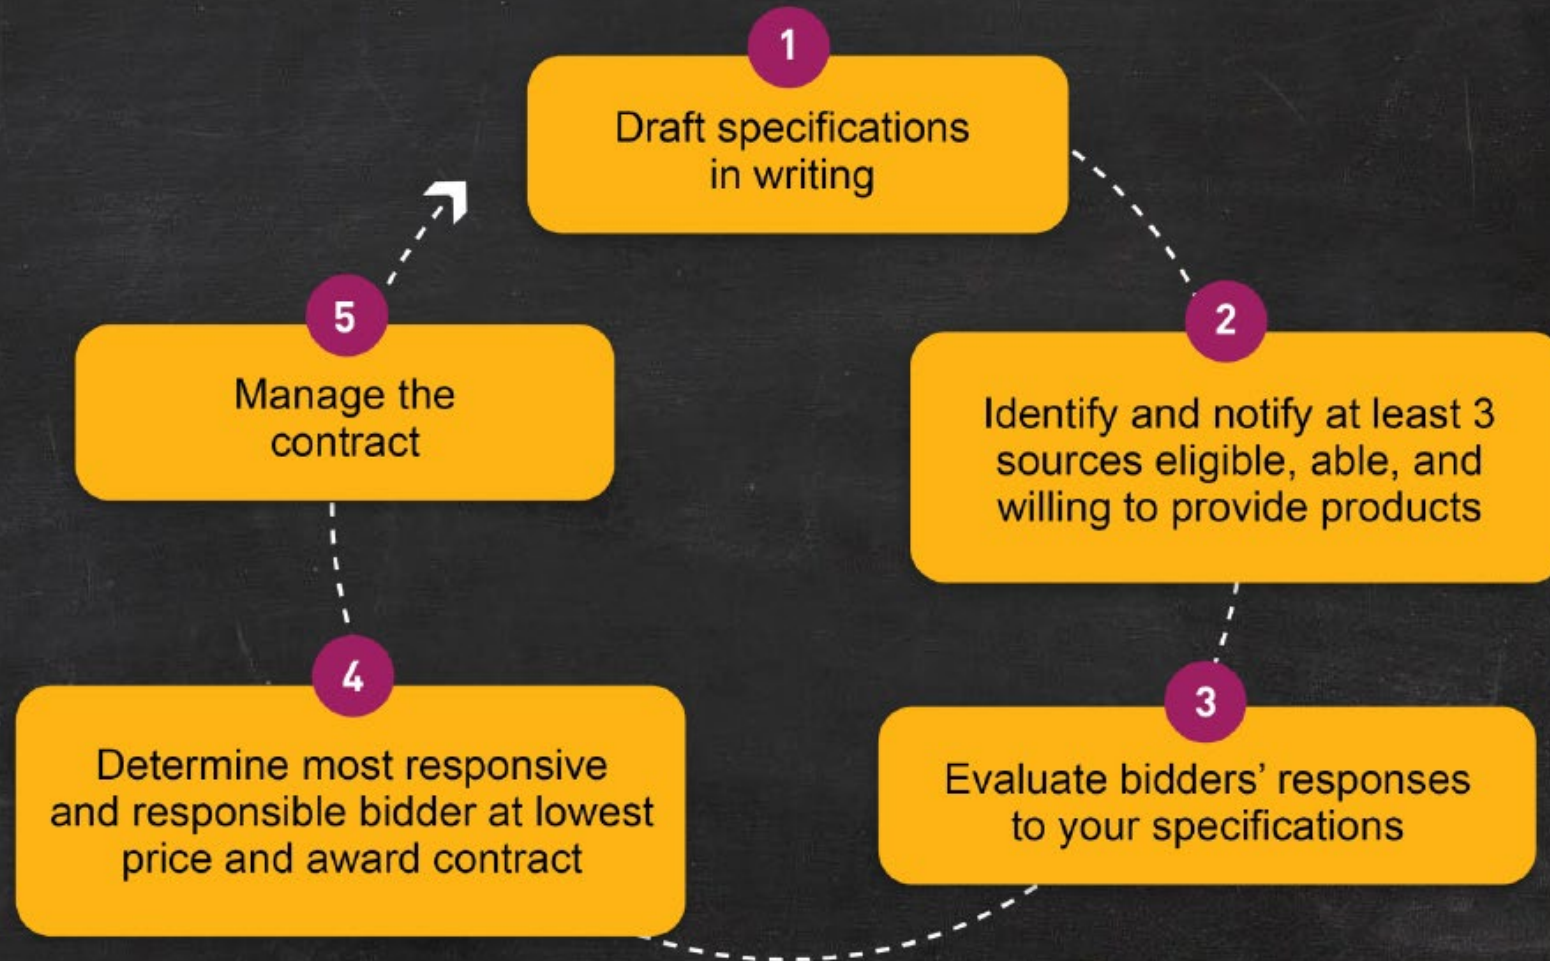 1
Draft specifications
in writing
2
Identify and notify at least 3
sources eligible, able, and
willing to provide products
3
Evaluate bidders’ responses
to your specifications
4
Determine most responsive
and responsible bidder at lowest
price and award contract
5
Manage the
contract